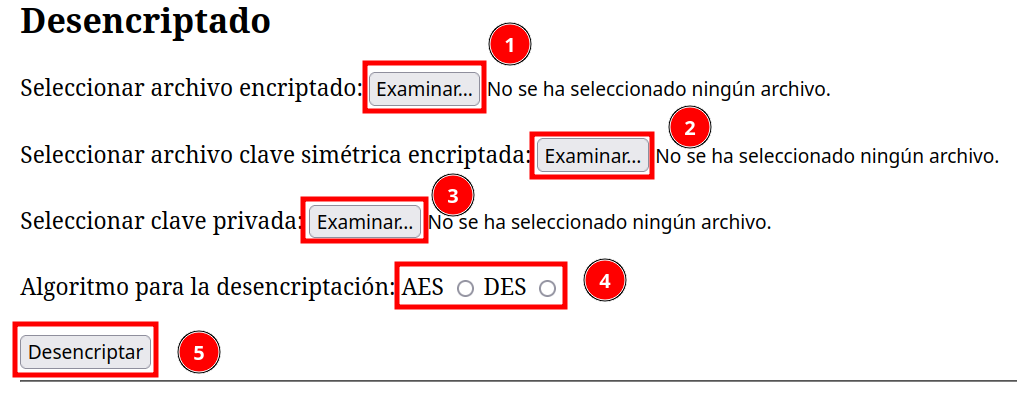 Desencriptado
1
Seleccionar archivo encriptado: Examinar... No se ha seleccionado ningún archivo.
2
Seleccionar archivo clave simétrica encriptada: Examinar... No se ha seleccionado ningún archivo.
3
Seleccionar clave privada: Examinar... No se ha seleccionado ningún archivo.
Algoritmo para la desencriptación: AES DES 4
Desencriptar 5